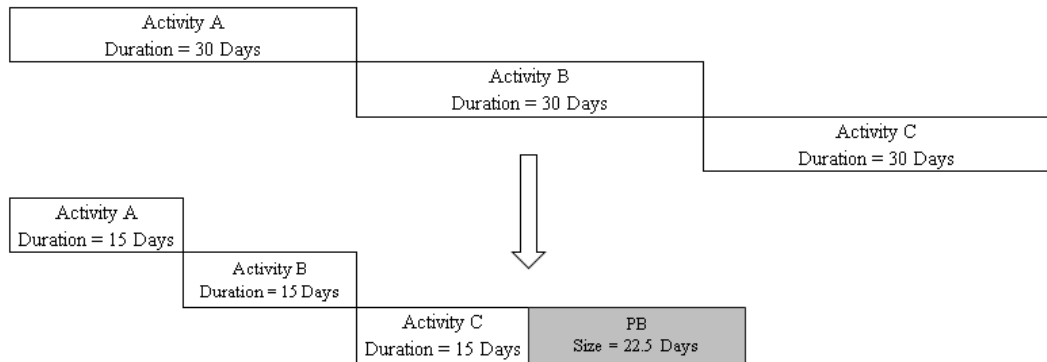 Activity A
Duration = 30 Days
Activity B
Duration = 30 Days
Activity C
Duration = 30 Days
Activity A
Duration = 15 Days
Activity B
Duration = 15 Days
Activity C
Duration = 15 Days
PB
Size = 22.5 Days